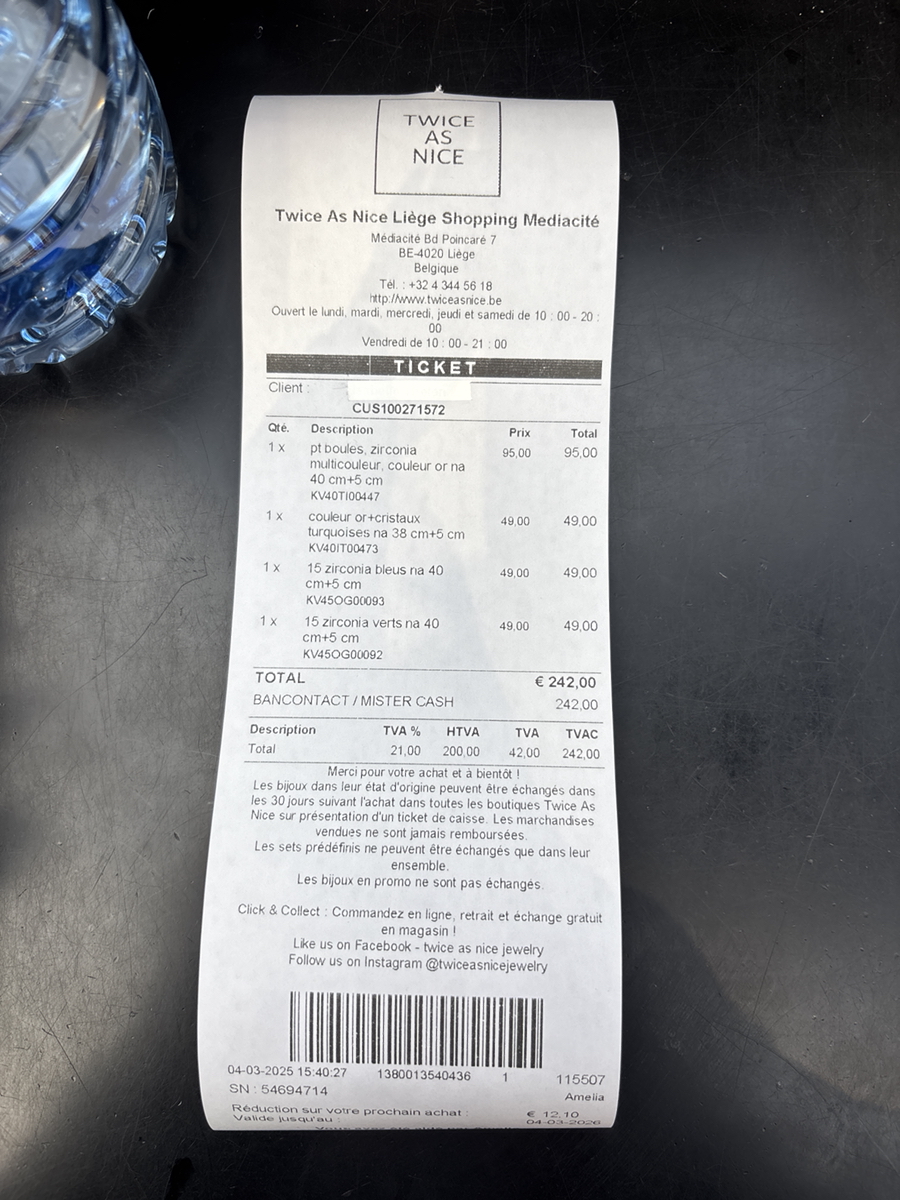 TWICE
AS
NICE
Twice As Nice Liège Shopping Mediacité
Médiacité Bd Poincaré 7
BE-4020 Liège
Belgique
Tél. : +32 4 344 56 18
http://www.twiceasnice.be
Ouvert le lundi, mardi, mercredi, jeudi et samedi de 10 : 00 - 20 :
00
Vendredi de 10 : 00 - 21 : 00
TICKET
Client :
CUS100271572
Qté. Description Prix Total
1 x pt boules, zirconia 95,00 95,00
multicouleur, couleur or na
40 cm+5 cm
KV40TI00447
1 x couleur or+cristaux 49,00 49,00
turquoises na 38 cm+5 cm
KV40IT00473
1 x 15 zirconia bleus na 40 49,00 49,00
cm+5 cm
KV45OG00093
1 x 15 zirconia verts na 40 49,00 49,00
cm+5 cm
KV45OG00092
TOTAL € 242,00
BANCONTACT / MISTER CASH 242,00
Description TVA % HTVA TVA TVAC
Total 21,00 200,00 42,00 242,00
Merci pour votre achat et à bientôt !
Les bijoux dans leur état d'origine peuvent être échangés dans
les 30 jours suivant l'achat dans toutes les boutiques Twice As
Nice sur présentation d'un ticket de caisse. Les marchandises
vendues ne sont jamais remboursées.
Les sets prédéfinis ne peuvent être échangés que dans leur
ensemble.
Les bijoux en promo ne sont pas échangés.
Click & Collect : Commandez en ligne, retrait et échange gratuit
en magasin !
Like us on Facebook - twice as nice jewelry
Follow us on Instagram @twiceasnicejewelry
04-03-2025 15:40:27 1380013540436 1 115507
SN : 54694714 Amelia
Réduction sur votre prochain achat : € 12,10
Valide jusqu'au : 04-03-2026